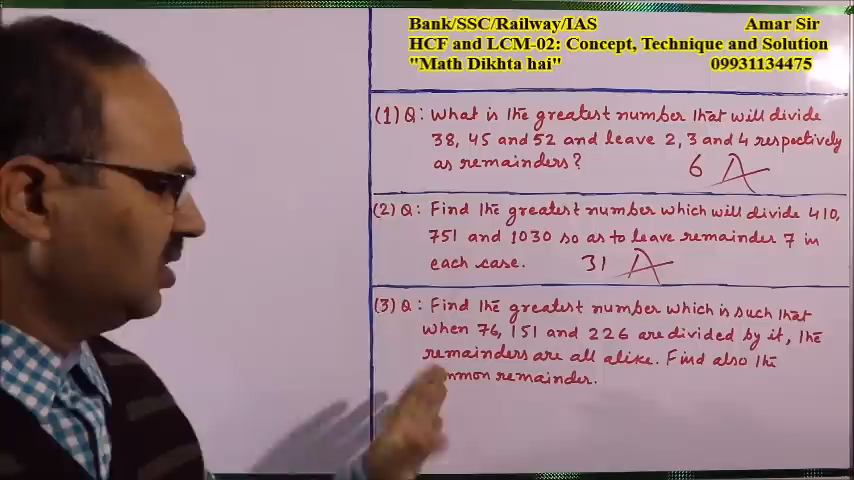 Bank/SSC/Railway/IAS Amar Sir
HCF and LCM-02: Concept, Technique and Solution
"Math Dikhta hai" 09931134475
(1) Q: What is the greatest number that will divide
38, 45 and 52 and leave 2, 3 and 4 respectively
as remainders? 6 A
(2) Q: Find the greatest number which will divide 410,
751 and 1030 so as to leave remainder 7 in
each case. 31 A
(3) Q: Find the greatest number which is such that
when 76, 151 and 226 are divided by it, the
remainders are all alike. Find also the
mmon remainder.